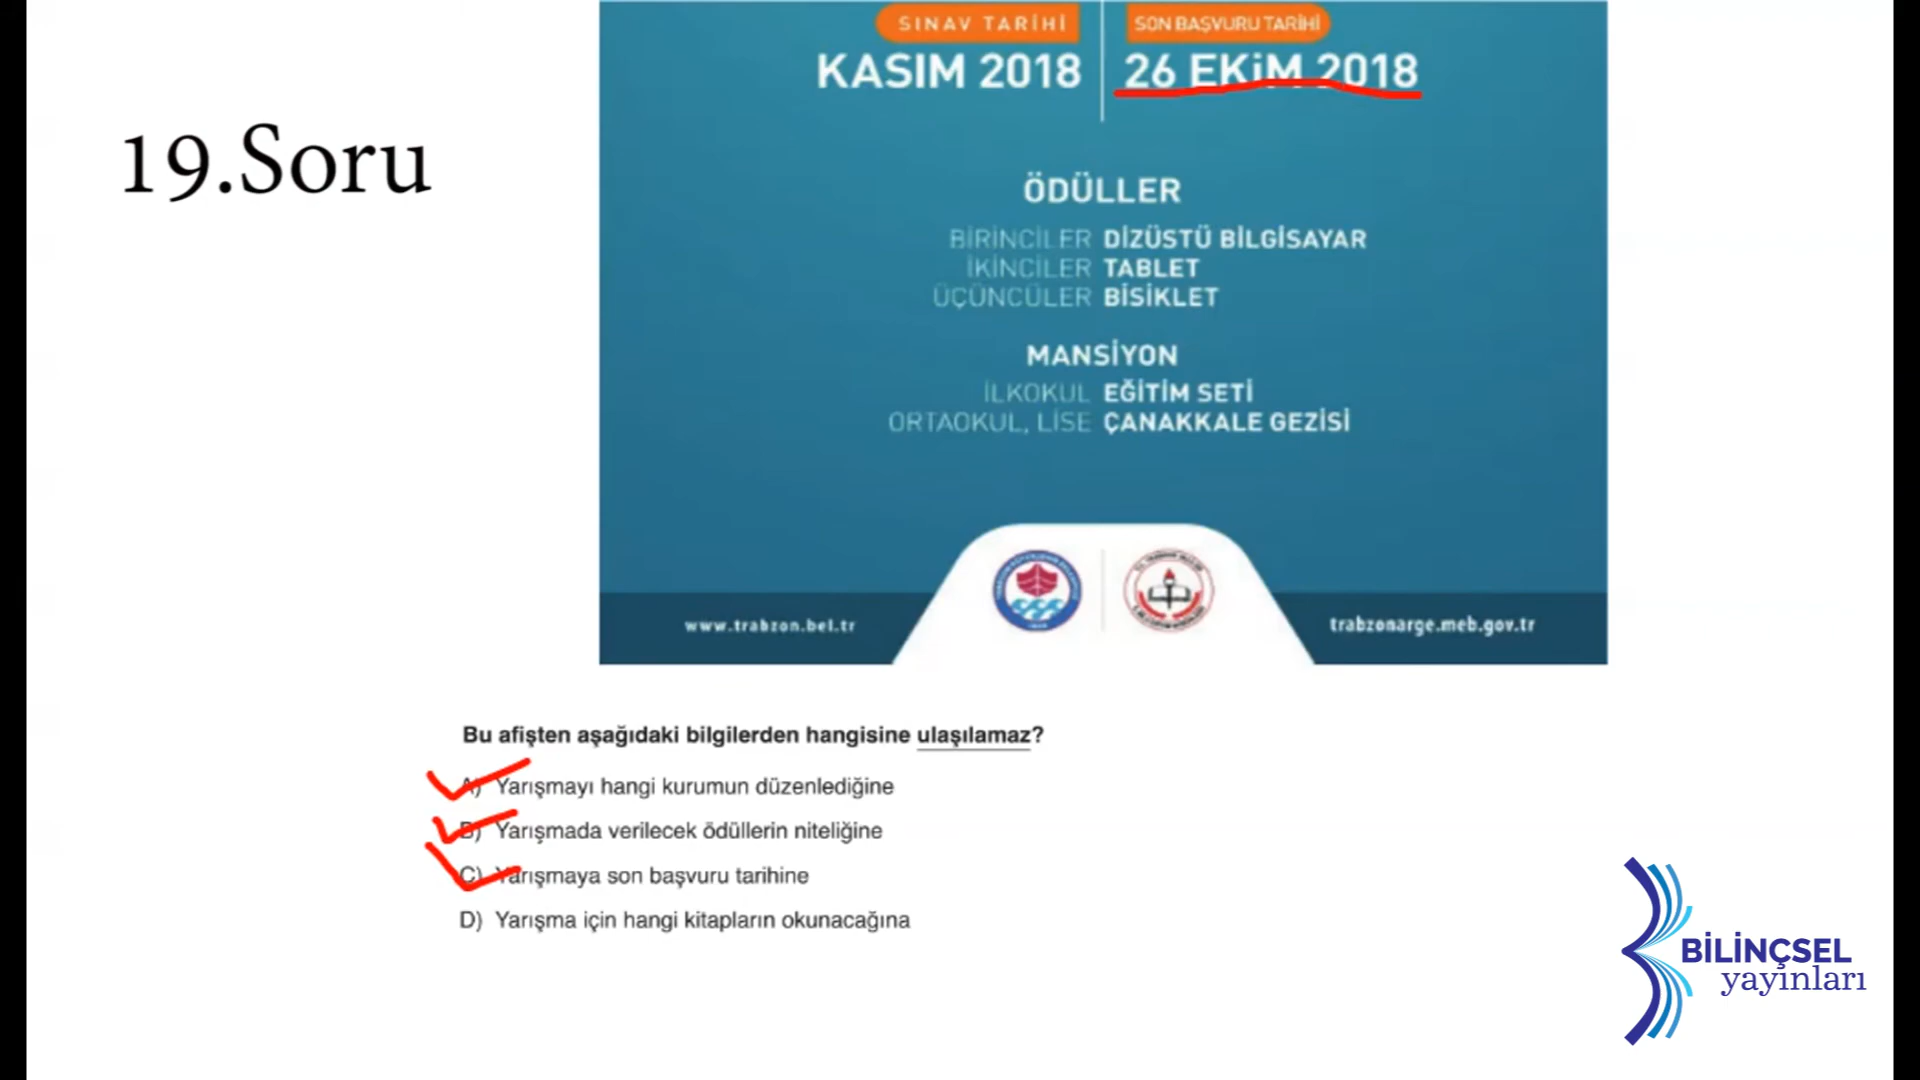 SINAV TARİHİ
KASIM 2018
SON BAŞVURU TARİHİ
26 EKİM 2018
19.Soru
ÖDÜLLER
BİRİNCİLER DİZÜSTÜ BİLGİSAYAR
İKİNCİLER TABLET
ÜÇÜNCÜLER BİSİKLET
MANSİYON
İLKOKUL EĞİTİM SETİ
ORTAOKUL, LİSE ÇANAKKALE GEZİSİ
www.trabzon.bel.tr
trabzonarge.meb.gov.tr
Bu afişten aşağıdaki bilgilerden hangisine ulaşılamaz?
A) Yarışmayı hangi kurumun düzenlediğine
B) Yarışmada verilecek ödüllerin niteliğine
C) Yarışmaya son başvuru tarihine
D) Yarışma için hangi kitapların okunacağına
BİLİNÇSEL
yayınları